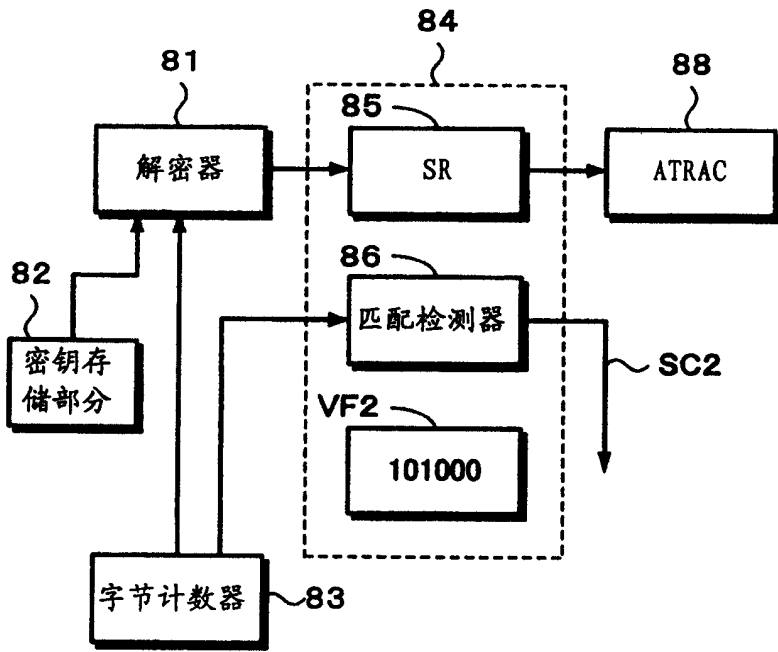 84
81
88
85
解密器
SR
ATRAC
82
86
密钥存
储部分
匹配检测器
SC2
VF2
101000
字节计数器
83